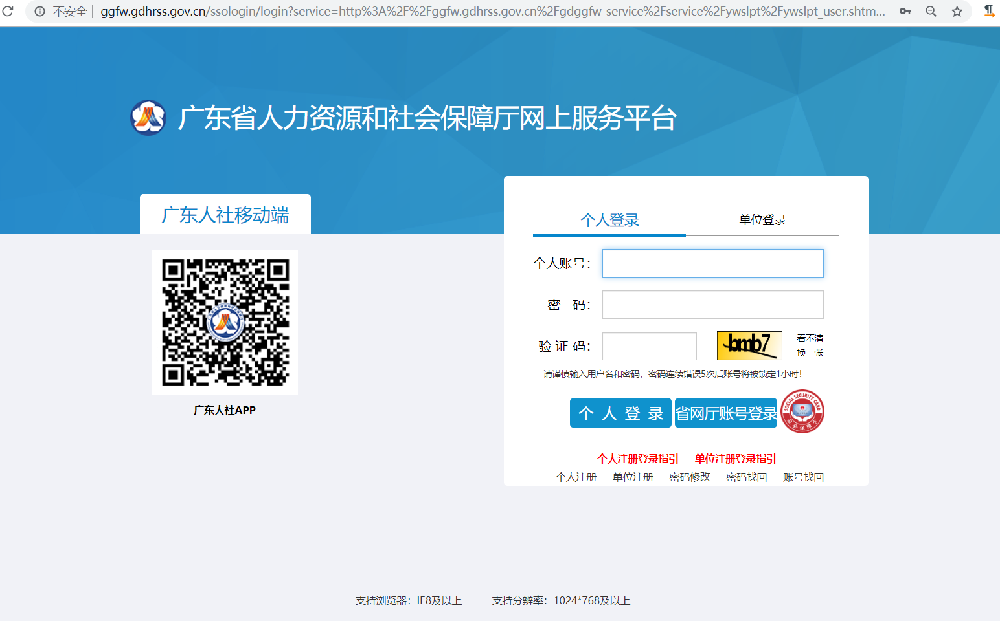 不安全 | ggfw.gdhrss.gov.cn/ssologin/login?service=http%3A%2F%2Fggfw.gdhrss.gov.cn%2Fgdggfw-service%2Fservice%2Fywslpt%2Fywslpt_user.shtm...
广东省人力资源和社会保障厅网上服务平台
广东人社移动端
广东人社APP
个人登录 单位登录
个人账号：
密 码：
验 证 码： bmb7 看不清
换一张
请谨慎输入用户名和密码，密码连续错误5次后账号将被锁定1小时！
个 人 登 录 省网厅账号登录
SOCIAL SECURITY CARD
社会保障卡
个人注册登录指引 单位注册登录指引
个人注册 单位注册 密码修改 密码找回 账号找回
支持浏览器：IE8及以上 支持分辨率：1024*768及以上